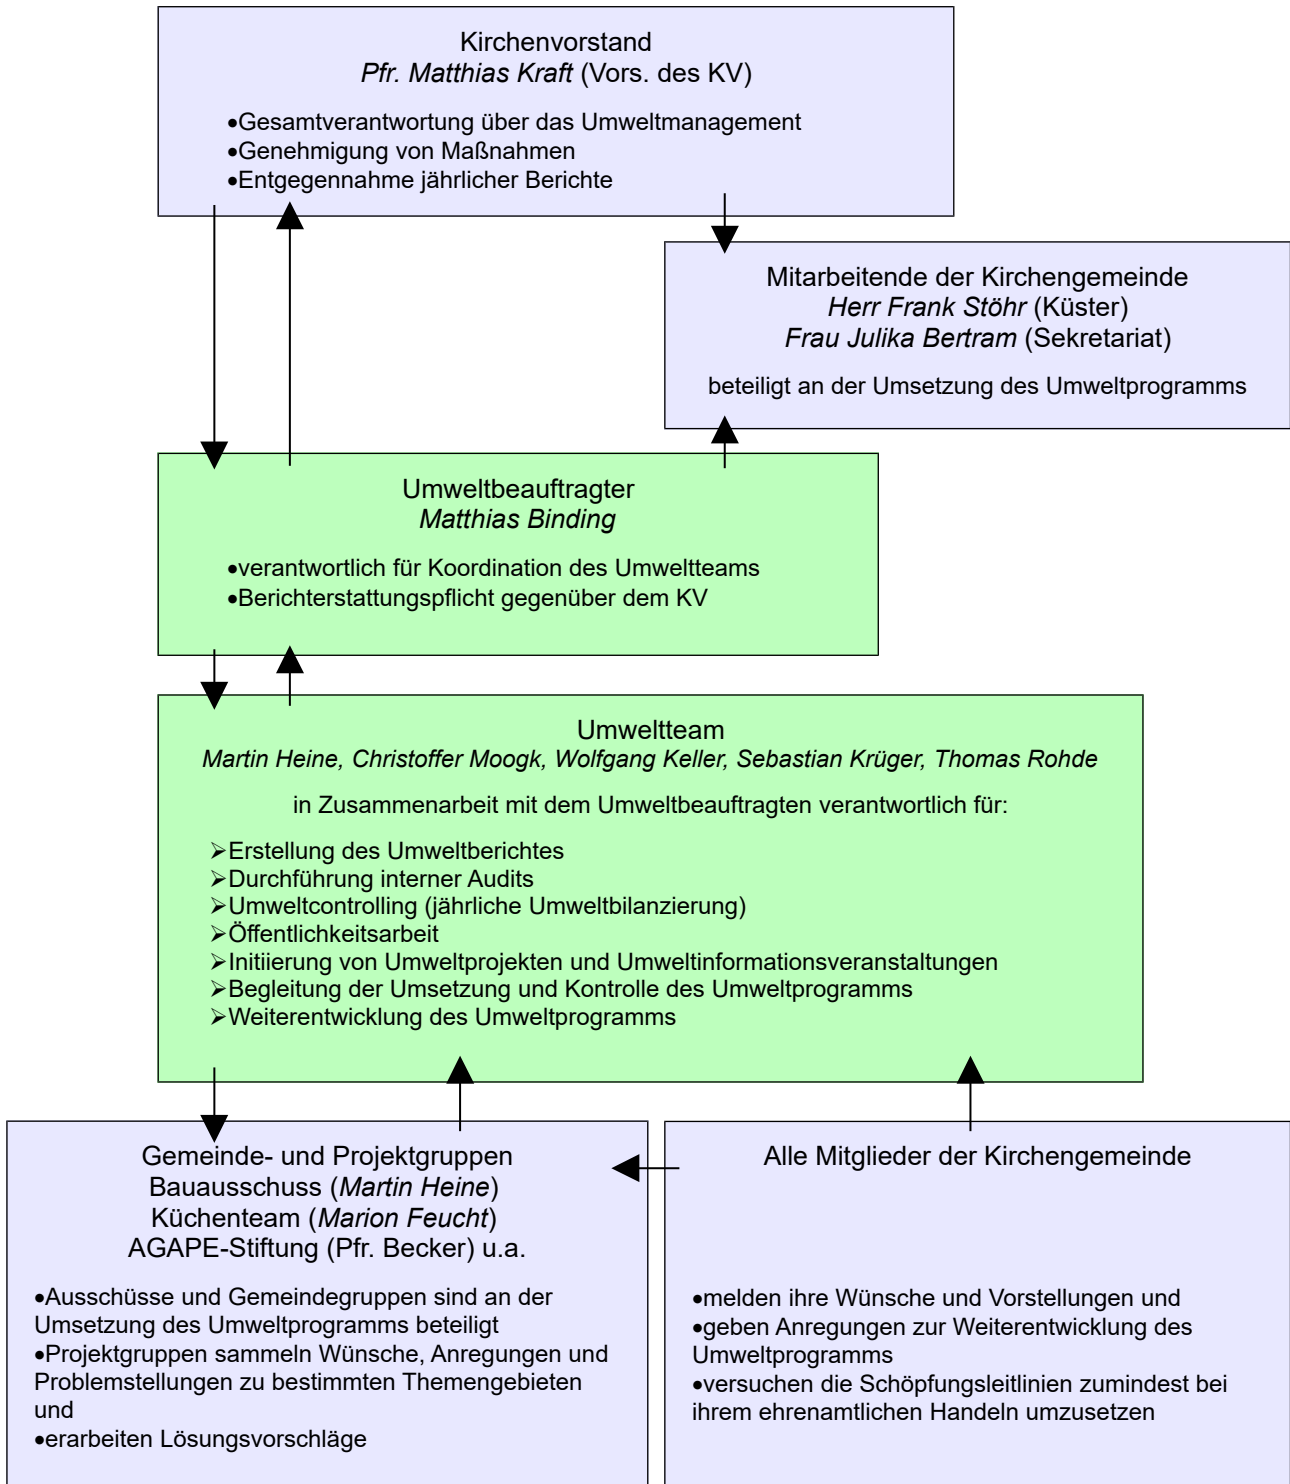 Kirchenvorstand
Pfr. Matthias Kraft (Vors. des KV)
•Gesamtverantwortung über das Umweltmanagement
•Genehmigung von Maßnahmen
•Entgegennahme jährlicher Berichte
Mitarbeitende der Kirchengemeinde
Herr Frank Stöhr (Küster)
Frau Julika Bertram (Sekretariat)
beteiligt an der Umsetzung des Umweltprogramms
Umweltbeauftragter
Matthias Binding
•verantwortlich für Koordination des Umweltteams
•Berichterstattungspflicht gegenüber dem KV
Umweltteam
Martin Heine, Christoffer Moogk, Wolfgang Keller, Sebastian Krüger, Thomas Rohde
in Zusammenarbeit mit dem Umweltbeauftragten verantwortlich für:
➢Erstellung des Umweltberichtes
➢Durchführung interner Audits
➢Umweltcontrolling (jährliche Umweltbilanzierung)
➢Öffentlichkeitsarbeit
➢Initiierung von Umweltprojekten und Umweltinformationsveranstaltungen
➢Begleitung der Umsetzung und Kontrolle des Umweltprogramms
➢Weiterentwicklung des Umweltprogramms
Gemeinde- und Projektgruppen
Bauausschuss (Martin Heine)
Küchenteam (Marion Feucht)
AGAPE-Stiftung (Pfr. Becker) u.a.
•Ausschüsse und Gemeindegruppen sind an der
Umsetzung des Umweltprogramms beteiligt
•Projektgruppen sammeln Wünsche, Anregungen und
Problemstellungen zu bestimmten Themengebieten
und
•erarbeiten Lösungsvorschläge
Alle Mitglieder der Kirchengemeinde
•melden ihre Wünsche und Vorstellungen und
•geben Anregungen zur Weiterentwicklung des
Umweltprogramms
•versuchen die Schöpfungsleitlinien zumindest bei
ihrem ehrenamtlichen Handeln umzusetzen